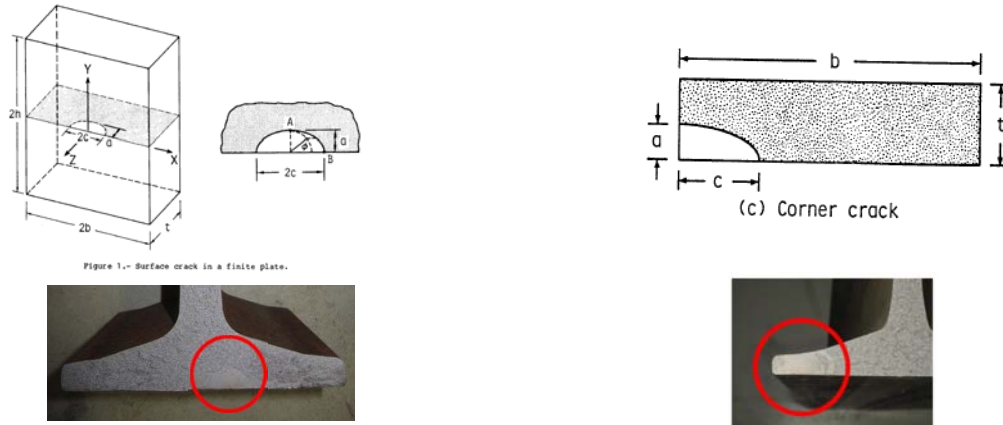 Y
2h
2c
a
X
Z
2b
t
A
a
ϕ
B
2c
Figure 1.- Surface crack in a finite plate.
b
t
a
c
(c) Corner crack